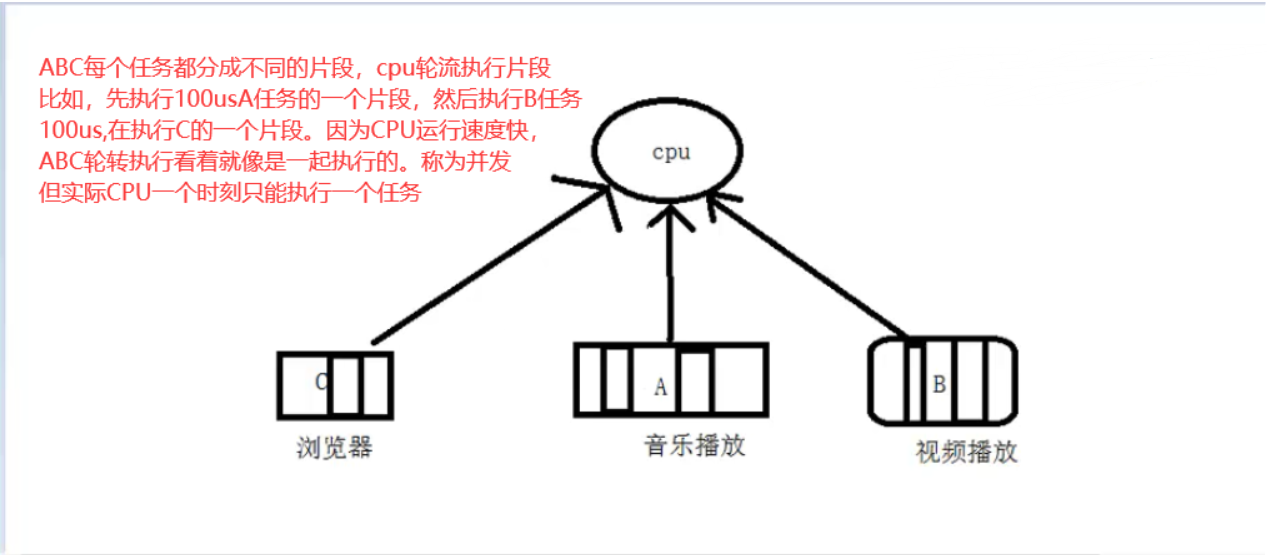 ABC每个任务都分成不同的片段，cpu轮流执行片段
比如，先执行100usA任务的一个片段，然后执行B任务
100us,在执行C的一个片段。因为CPU运行速度快，
ABC轮转执行看着就像是一起执行的。称为并发
但实际CPU一个时刻只能执行一个任务
cpu
C
A
B
浏览器
音乐播放
视频播放